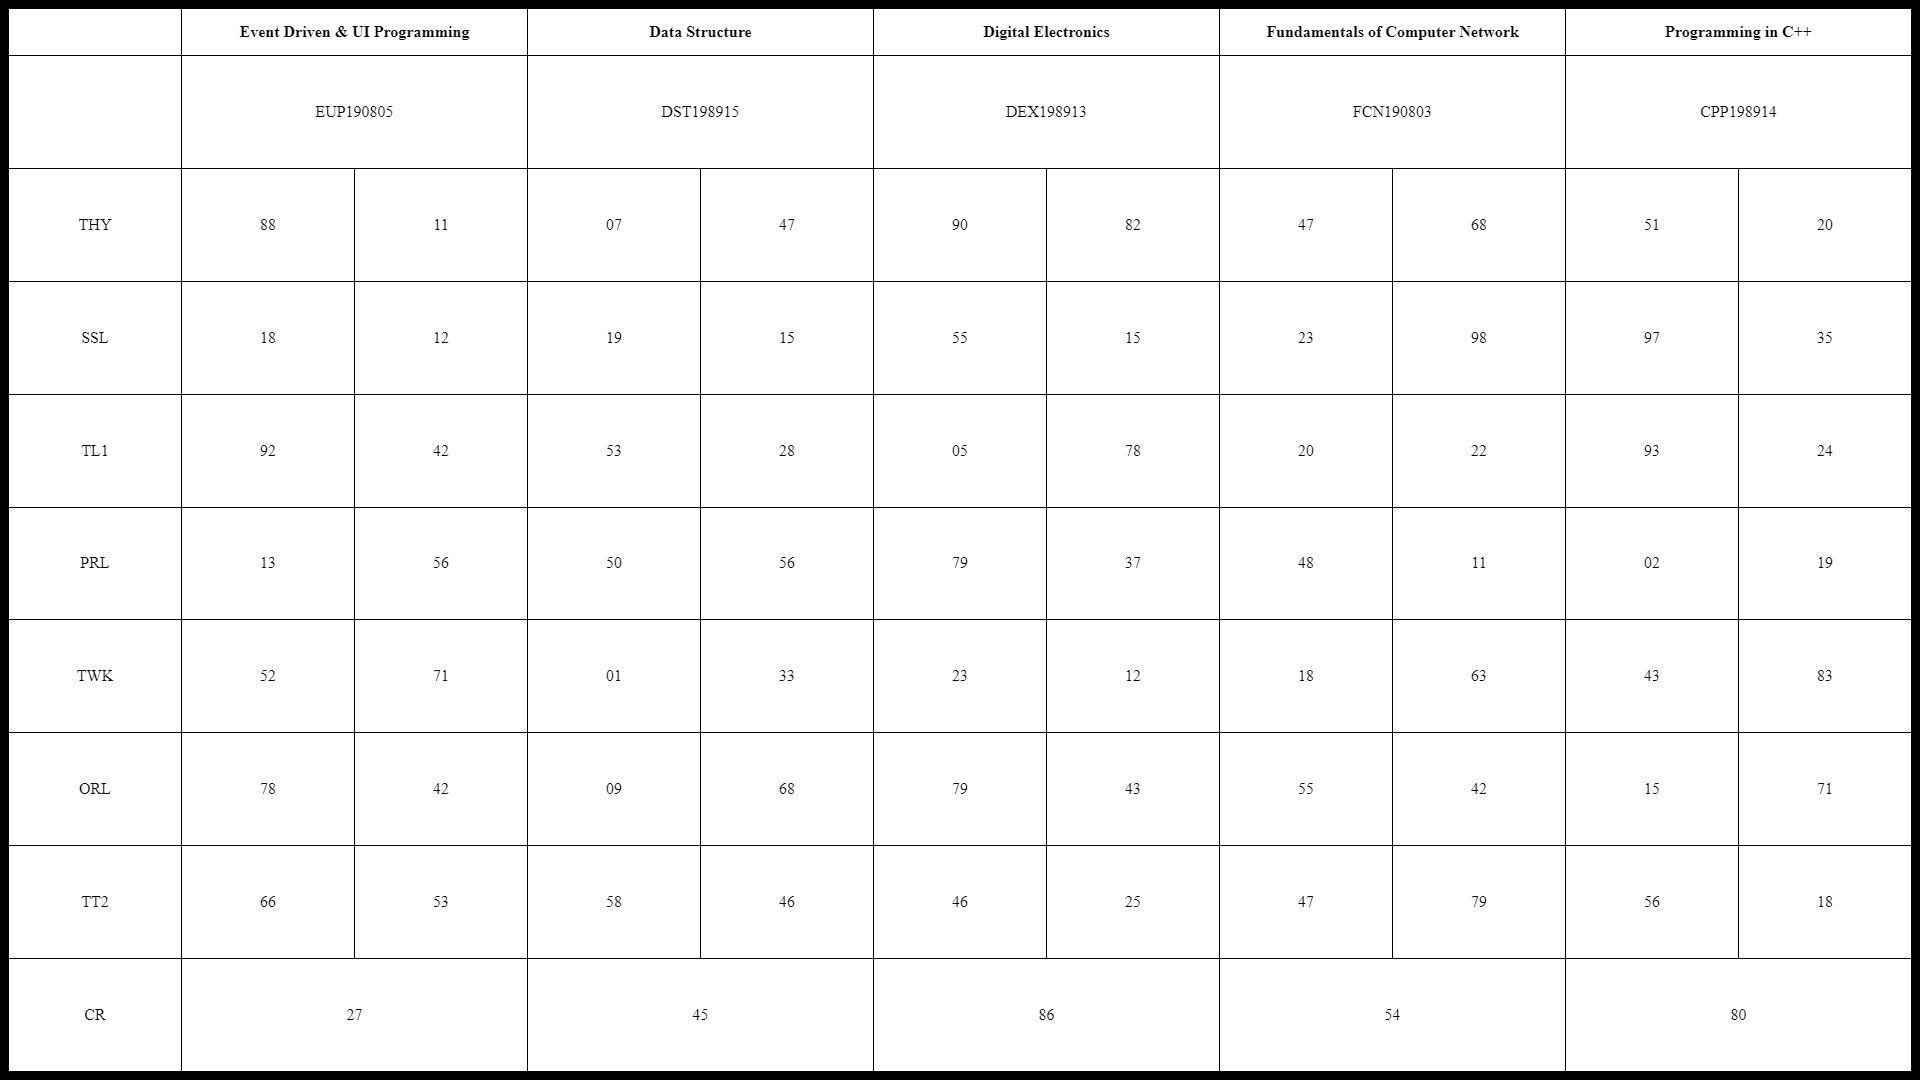 Event Driven & UI Programming Data Structure Digital Electronics Fundamentals of Computer Network Programming in C++
EUP190805 DST198915 DEX198913 FCN190803 CPP198914
THY 88 11 07 47 90 82 47 68 51 20
SSL 18 12 19 15 55 15 23 98 97 35
TL1 92 42 53 28 05 78 20 22 93 24
PRL 13 56 50 56 79 37 48 11 02 19
TWK 52 71 01 33 23 12 18 63 43 83
ORL 78 42 09 68 79 43 55 42 15 71
TT2 66 53 58 46 46 25 47 79 56 18
CR 27 45 86 54 80